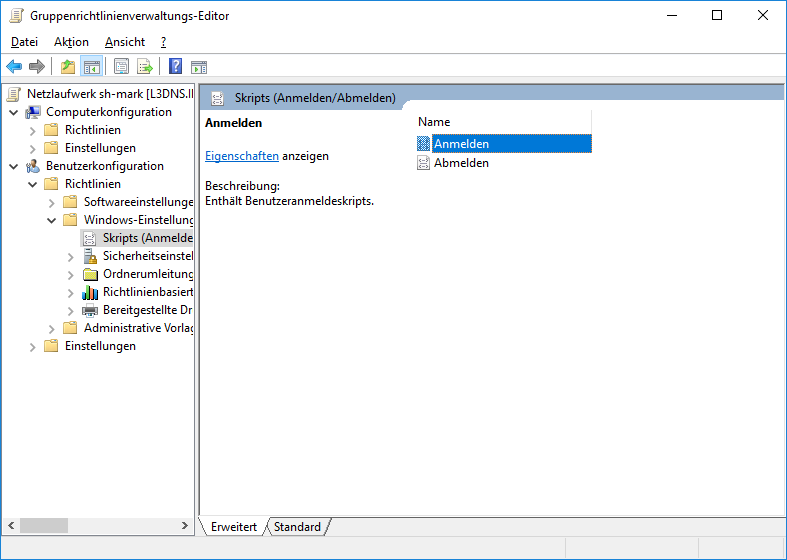 Gruppenrichtlinienverwaltungs-Editor
Datei Aktion Ansicht ?
Netzlaufwerk sh-mark [L3DNS.II
Computerkonfiguration
Richtlinien
Einstellungen
Benutzerkonfiguration
Richtlinien
Softwareeinstellunge
Windows-Einstellung
Skripts (Anmelde
Sicherheitseinstel
Ordnerumleitung
Richtlinienbasiert
Bereitgestellte Dr
Administrative Vorlag
Einstellungen
Skripts (Anmelden/Abmelden)
Anmelden
Eigenschaften anzeigen
Beschreibung:
Enthält Benutzeranmeldeskripts.
Name
Anmelden
Abmelden
Erweitert Standard